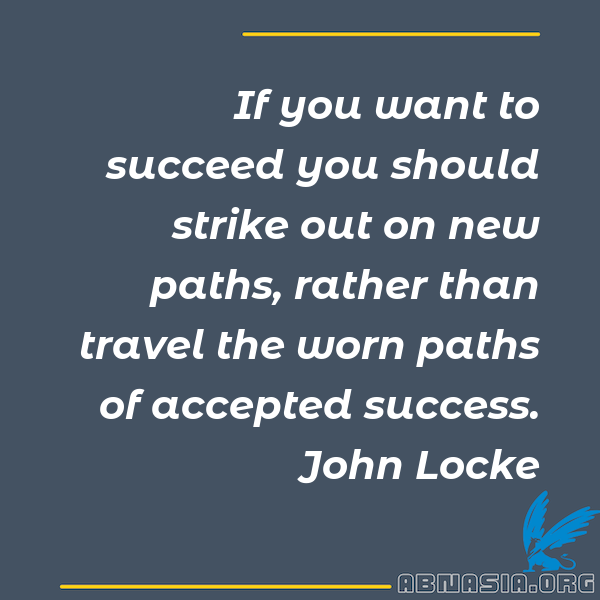 If you want to
succeed you should
strike out on new
paths, rather than
travel the worn paths
of accepted success.
John Locke
ABNASIA.ORG